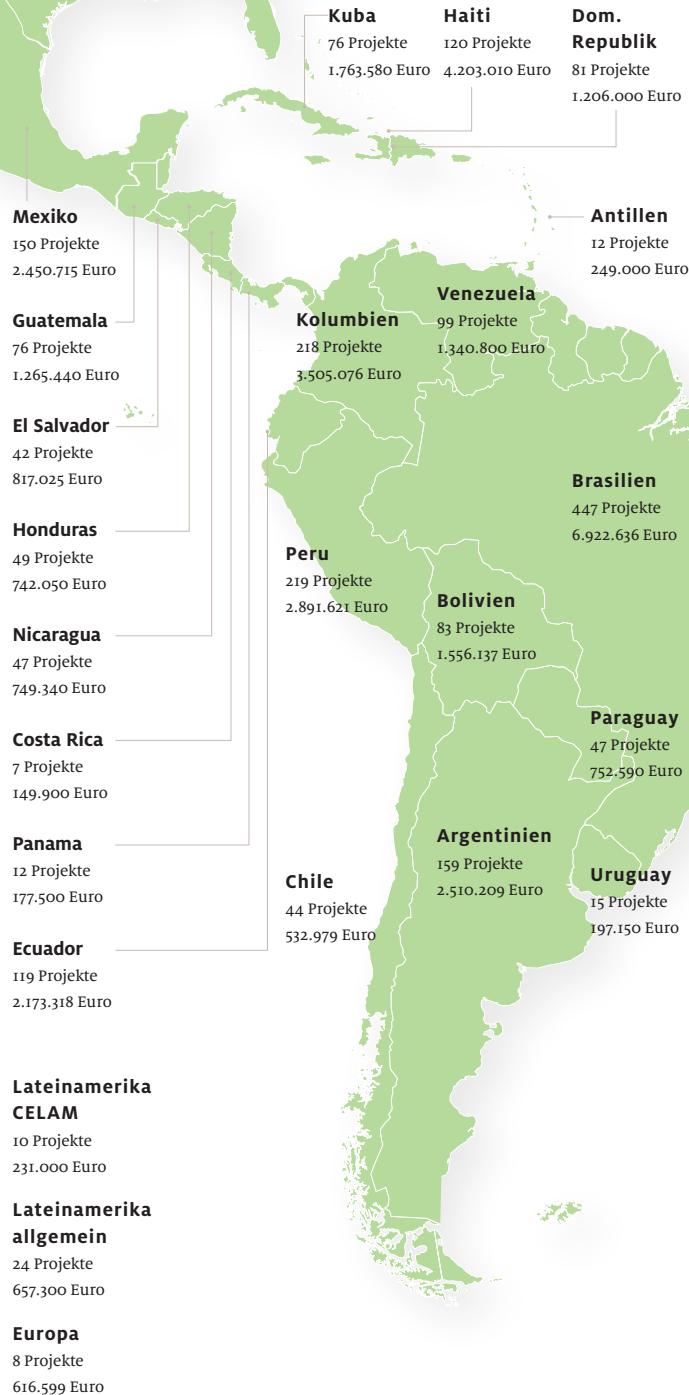 Kuba
76 Projekte
1.763.580 Euro
Haiti
120 Projekte
4.203.010 Euro
Dom.
Republik
81 Projekte
1.206.000 Euro
Mexiko
150 Projekte
2.450.715 Euro
Antillen
12 Projekte
249.000 Euro
Guatemala
76 Projekte
1.265.440 Euro
Kolumbien
218 Projekte
3.505.076 Euro
Venezuela
99 Projekte
1.340.800 Euro
El Salvador
42 Projekte
817.025 Euro
Brasilien
447 Projekte
6.922.636 Euro
Honduras
49 Projekte
742.050 Euro
Peru
219 Projekte
2.891.621 Euro
Bolivien
83 Projekte
1.556.137 Euro
Nicaragua
47 Projekte
749.340 Euro
Costa Rica
7 Projekte
149.900 Euro
Paraguay
47 Projekte
752.590 Euro
Panama
12 Projekte
177.500 Euro
Chile
44 Projekte
532.979 Euro
Argentinien
159 Projekte
2.510.209 Euro
Uruguay
15 Projekte
197.150 Euro
Ecuador
119 Projekte
2.173.318 Euro
Lateinamerika
CELAM
10 Projekte
231.000 Euro
Lateinamerika
allgemein
24 Projekte
657.300 Euro
Europa
8 Projekte
616.599 Euro